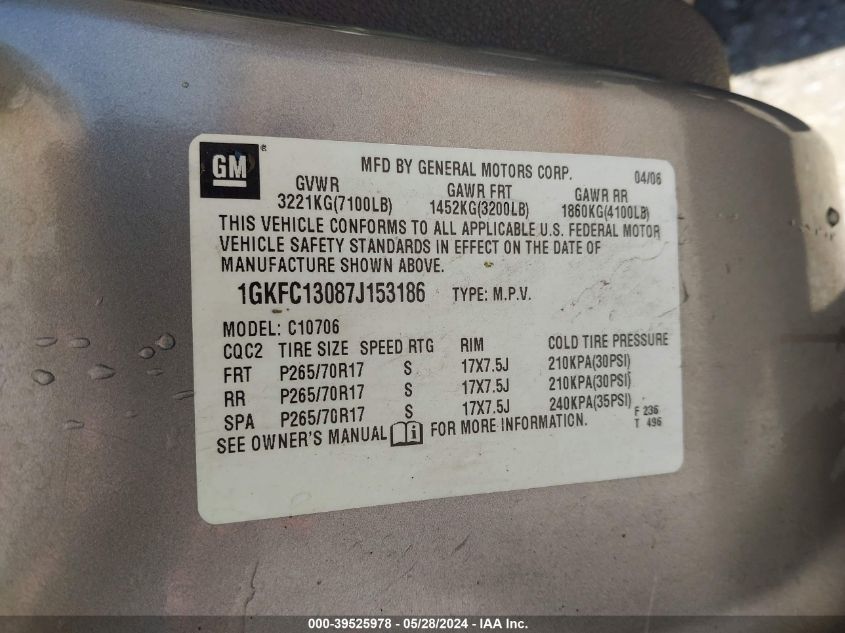 GM
MFD BY GENERAL MOTORS CORP. 04/06
GVWR GAWR FRT GAWR RR
3221KG(7100LB) 1452KG(3200LB) 1860KG(4100LB)
THIS VEHICLE CONFORMS TO ALL APPLICABLE U.S. FEDERAL MOTOR
VEHICLE SAFETY STANDARDS IN EFFECT ON THE DATE OF
MANUFACTURE SHOWN ABOVE.
1GKFC13087J153186 TYPE: M.P.V.
MODEL: C10706
CQC2 TIRE SIZE SPEED RTG RIM COLD TIRE PRESSURE
FRT P265/70R17 S 17X7.5J 210KPA(30PSI)
RR P265/70R17 S 17X7.5J 210KPA(30PSI)
SPA P265/70R17 S 17X7.5J 240KPA(35PSI)
SEE OWNER'S MANUAL i FOR MORE INFORMATION.
F 236
T 496
000-39525978 - 05/28/2024 - IAA Inc.